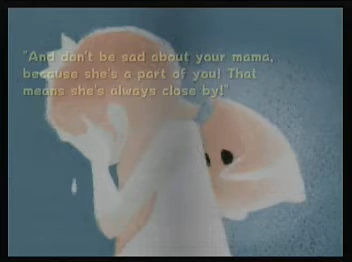 "And don't be sad about your mama,
because she's a part of you! That
means she's always close by!"